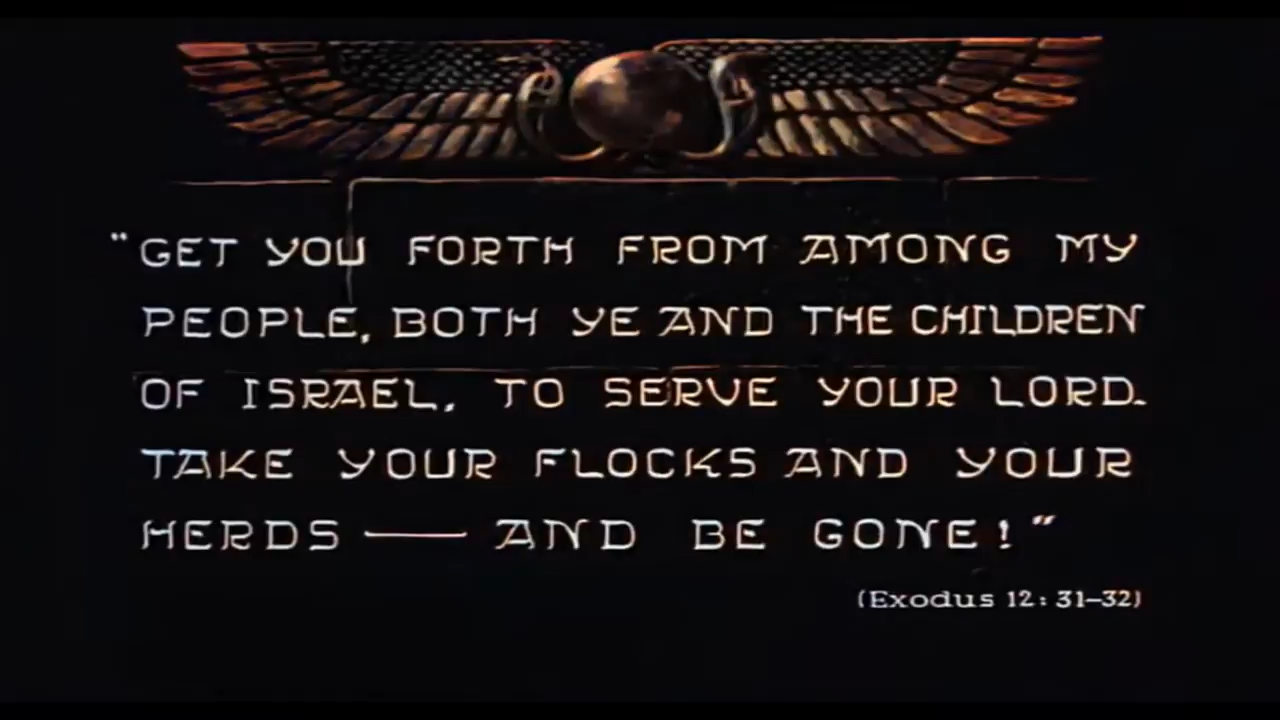 "GET YOU FORTH FROM AMONG MY
PEOPLE, BOTH YE AND THE CHILDREN
OF ISRAEL, TO SERVE YOUR LORD.
TAKE YOUR FLOCKS AND YOUR
HERDS — AND BE GONE!"
(Exodus 12:31–32)